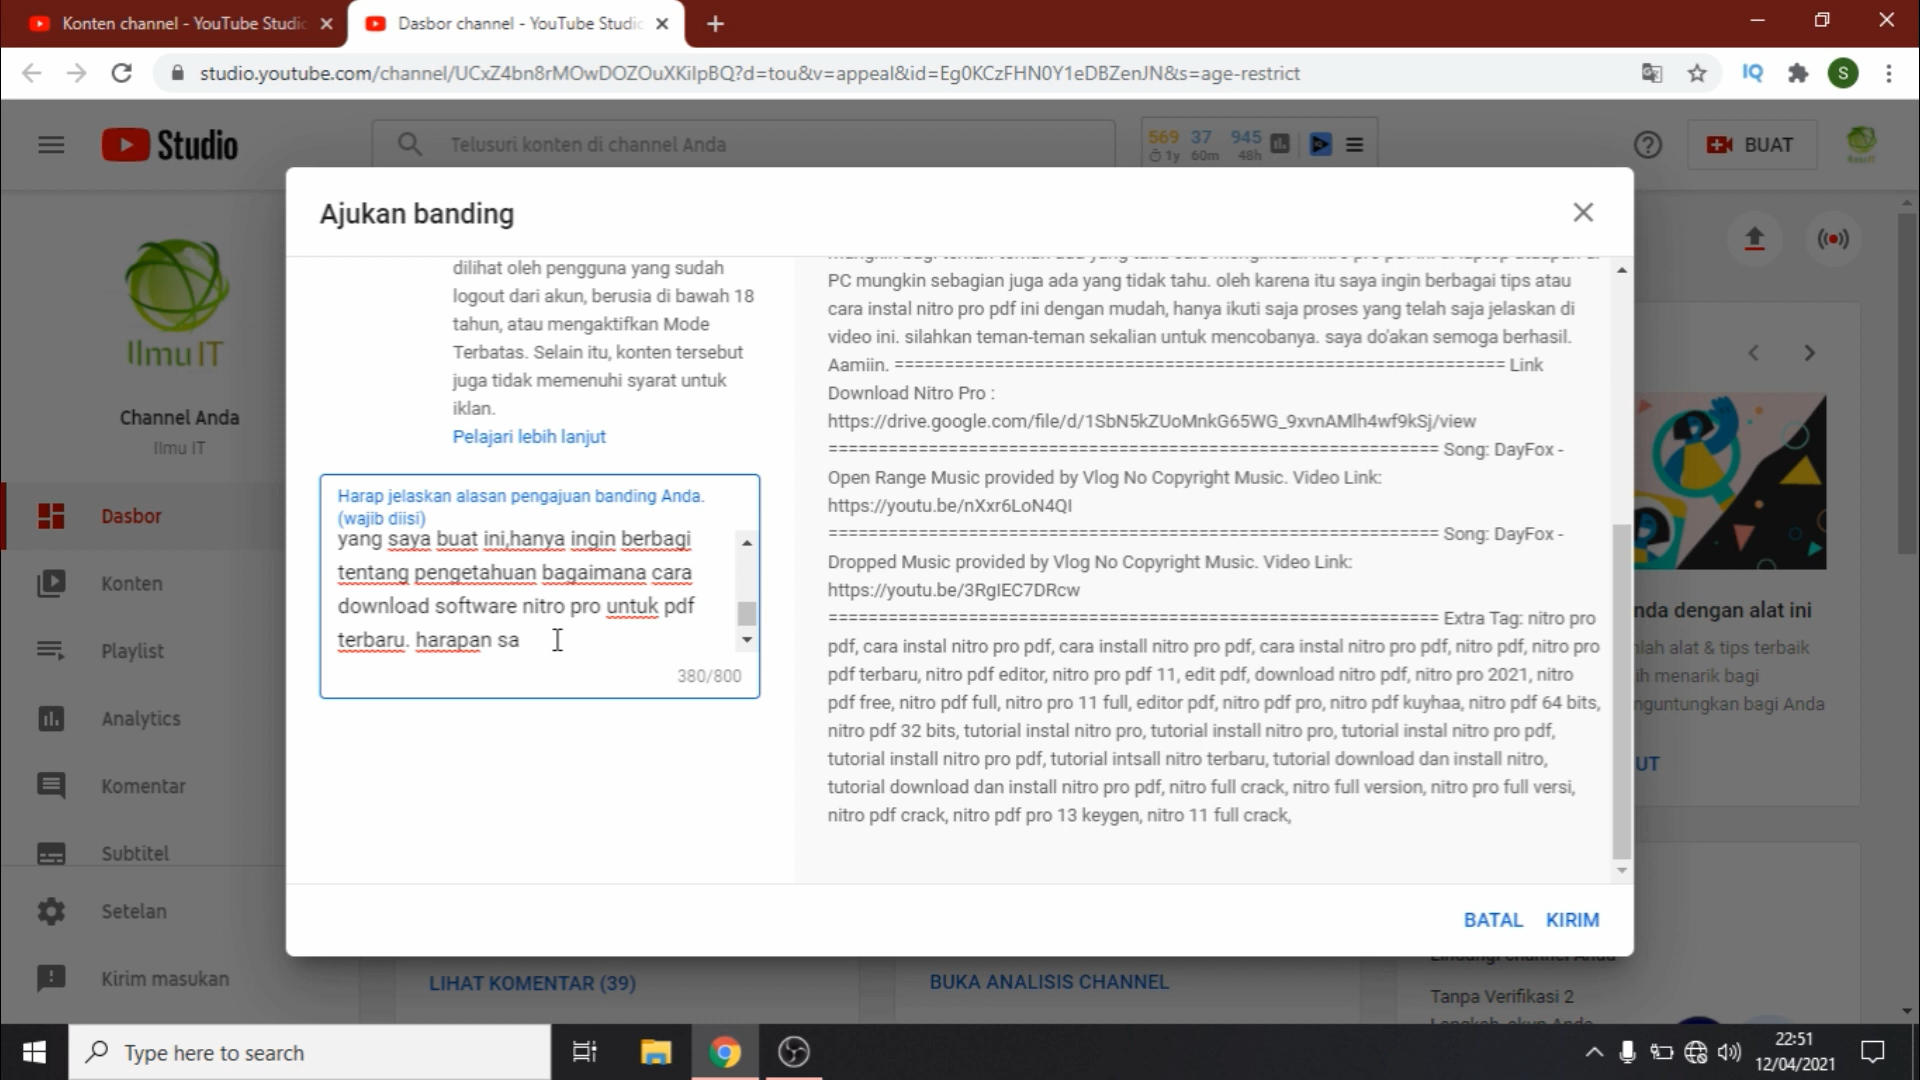 Konten channel - YouTube Studio
Dasbor channel - YouTube Studio
studio.youtube.com/channel/UCxZ4bn8rMOwDOZOuXKiIpBQ?d=tou&v=appeal&id=Eg0KCzFHN0Y1eDBZenJN&s=age-restrict
IQ
S
Studio
Telusuri konten di channel Anda
569 37 945
1y 60m 48h
BUAT
Ajukan banding
dilihat oleh pengguna yang sudah
logout dari akun, berusia di bawah 18
tahun, atau mengaktifkan Mode
Terbatas. Selain itu, konten tersebut
juga tidak memenuhi syarat untuk
iklan.
Pelajari lebih lanjut
Harap jelaskan alasan pengajuan banding Anda.
(wajib diisi)
yang saya buat ini,hanya ingin berbagi
tentang pengetahuan bagaimana cara
download software nitro pro untuk pdf
terbaru. harapan sa
380/800
PC mungkin sebagian juga ada yang tidak tahu. oleh karena itu saya ingin berbagai tips atau
cara instal nitro pro pdf ini dengan mudah, hanya ikuti saja proses yang telah saja jelaskan di
video ini. silahkan teman-teman sekalian untuk mencobanya. saya do'akan semoga berhasil.
Aamiin. ============================================================= Link
Download Nitro Pro :
https://drive.google.com/file/d/1SbN5kZUoMnkG65WG_9xvnAMlh4wf9kSj/view
============================================================= Song: DayFox -
Open Range Music provided by Vlog No Copyright Music. Video Link:
https://youtu.be/nXxr6LoN4QI
============================================================= Song: DayFox -
Dropped Music provided by Vlog No Copyright Music. Video Link:
https://youtu.be/3RgIEC7DRcw
============================================================= Extra Tag: nitro pro
pdf, cara instal nitro pro pdf, cara install nitro pro pdf, cara instal nitro pro pdf, nitro pdf, nitro pro
pdf terbaru, nitro pdf editor, nitro pro pdf 11, edit pdf, download nitro pdf, nitro pro 2021, nitro
pdf free, nitro pdf full, nitro pro 11 full, editor pdf, nitro pdf pro, nitro pdf kuyhaa, nitro pdf 64 bits,
nitro pdf 32 bits, tutorial instal nitro pro, tutorial install nitro pro, tutorial instal nitro pro pdf,
tutorial install nitro pro pdf, tutorial intsall nitro terbaru, tutorial download dan install nitro,
tutorial download dan install nitro pro pdf, nitro full crack, nitro full version, nitro pro full versi,
nitro pdf crack, nitro pdf pro 13 keygen, nitro 11 full crack,
BATAL KIRIM
Ilmu IT
Channel Anda
Ilmu IT
Dasbor
Konten
Playlist
Analytics
Komentar
Subtitel
Setelan
Kirim masukan
nda dengan alat ini
nlah alat & tips terbaik
ih menarik bagi
nguntungkan bagi Anda
UT
LIHAT KOMENTAR (39)
BUKA ANALISIS CHANNEL
Tanpa Verifikasi 2
Type here to search
22:51
12/04/2021